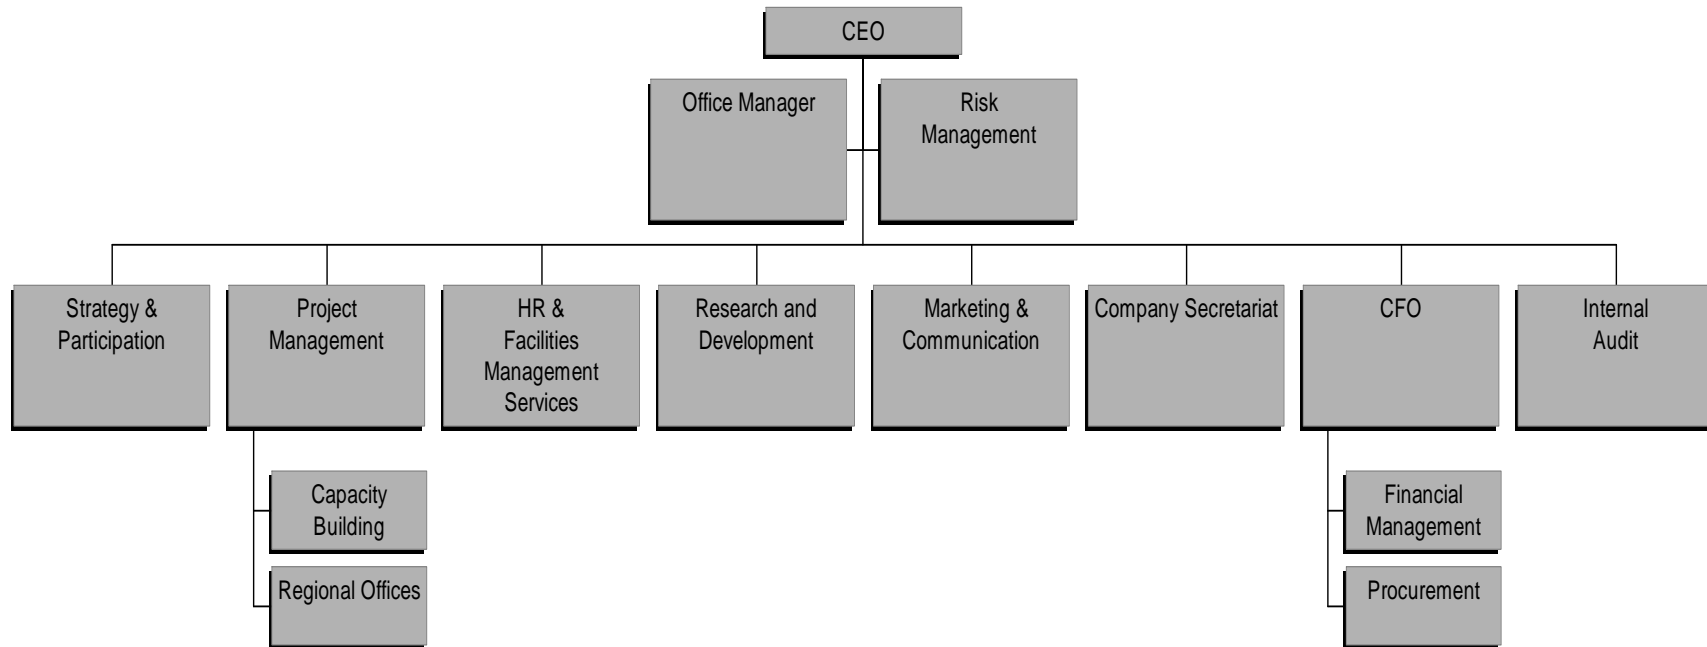 CEO
Office Manager
Risk
Management
Strategy &
Participation
Project
Management
HR &
Facilities
Management
Services
Research and
Development
Marketing &
Communication
Company Secretariat
CFO
Internal
Audit
Capacity
Building
Regional Offices
Financial
Management
Procurement